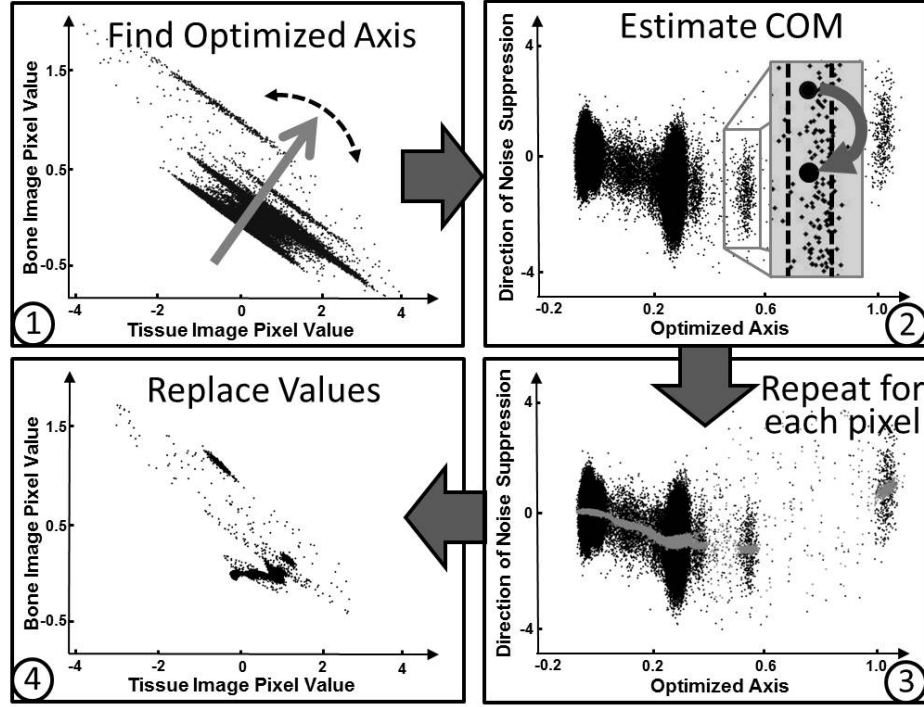 Find Optimized Axis
Bone Image Pixel Value
1.5
0.5
-0.5
-4
-2
0
2
4
Tissue Image Pixel Value
1
Estimate COM
Direction of Noise Suppression
4
0
-4
-0.2
0.2
0.6
1.0
Optimized Axis
2
Replace Values
Bone Image Pixel Value
1.5
0.5
-0.5
-4
-2
0
2
4
Tissue Image Pixel Value
4
Repeat for
each pixel
Direction of Noise Suppression
4
0
-4
-0.2
0.2
0.6
1.0
Optimized Axis
3